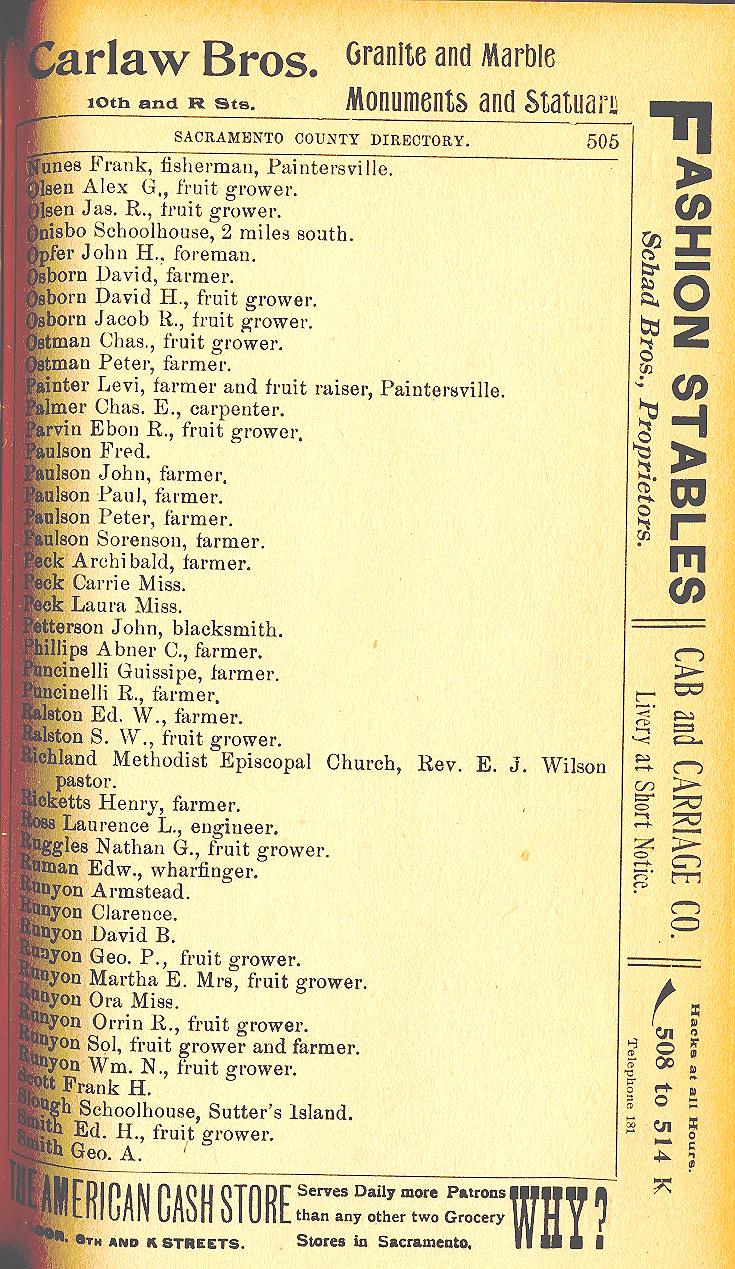 Carlaw Bros. Granite and Marble
10th and R Sts. Monuments and Statuary
SACRAMENTO COUNTY DIRECTORY. 505
Nunes Frank, fisherman, Paintersville.
Olsen Alex G., fruit grower.
Olsen Jas. R., fruit grower.
Onisbo Schoolhouse, 2 miles south.
Opfer John H., foreman.
Osborn David, farmer.
Osborn David H., fruit grower.
Osborn Jacob R., fruit grower.
Ostman Chas., fruit grower.
Ostman Peter, farmer.
Painter Levi, farmer and fruit raiser, Paintersville.
Palmer Chas. E., carpenter.
Parvin Ebon R., fruit grower.
Paulson Fred.
Paulson John, farmer.
Paulson Paul, farmer.
Paulson Peter, farmer.
Paulson Sorenson, farmer.
Peck Archibald, farmer.
Peck Carrie Miss.
Peck Laura Miss.
Petterson John, blacksmith.
Phillips Abner C., farmer.
Puncinelli Guissipe, farmer.
Puncinelli R., farmer.
Ralston Ed. W., farmer.
Ralston S. W., fruit grower.
Richland Methodist Episcopal Church, Rev. E. J. Wilson
pastor.
Ricketts Henry, farmer.
Ross Laurence L., engineer.
Ruggles Nathan G., fruit grower.
Ruman Edw., wharfinger.
Runyon Armstead.
Runyon Clarence.
Runyon David B.
Runyon Geo. P., fruit grower.
Runyon Martha E. Mrs, fruit grower.
Runyon Ora Miss.
Runyon Orrin R., fruit grower.
Runyon Sol, fruit grower and farmer.
Runyon Wm. N., fruit grower.
Scott Frank H.
Slough Schoolhouse, Sutter's Island.
Smith Ed. H., fruit grower.
Smith Geo. A.
THE AMERICAN CASH STORE Serves Daily more Patrons WHY?
than any other two Grocery
COR. 8TH AND K STREETS. Stores in Sacramento.
FASHION STABLES
Schad Bros., Proprietors.
CAB and CARRIAGE CO.
Livery at Short Notice.
Hacks at all Hours.
508 to 514 K
Telephone 181